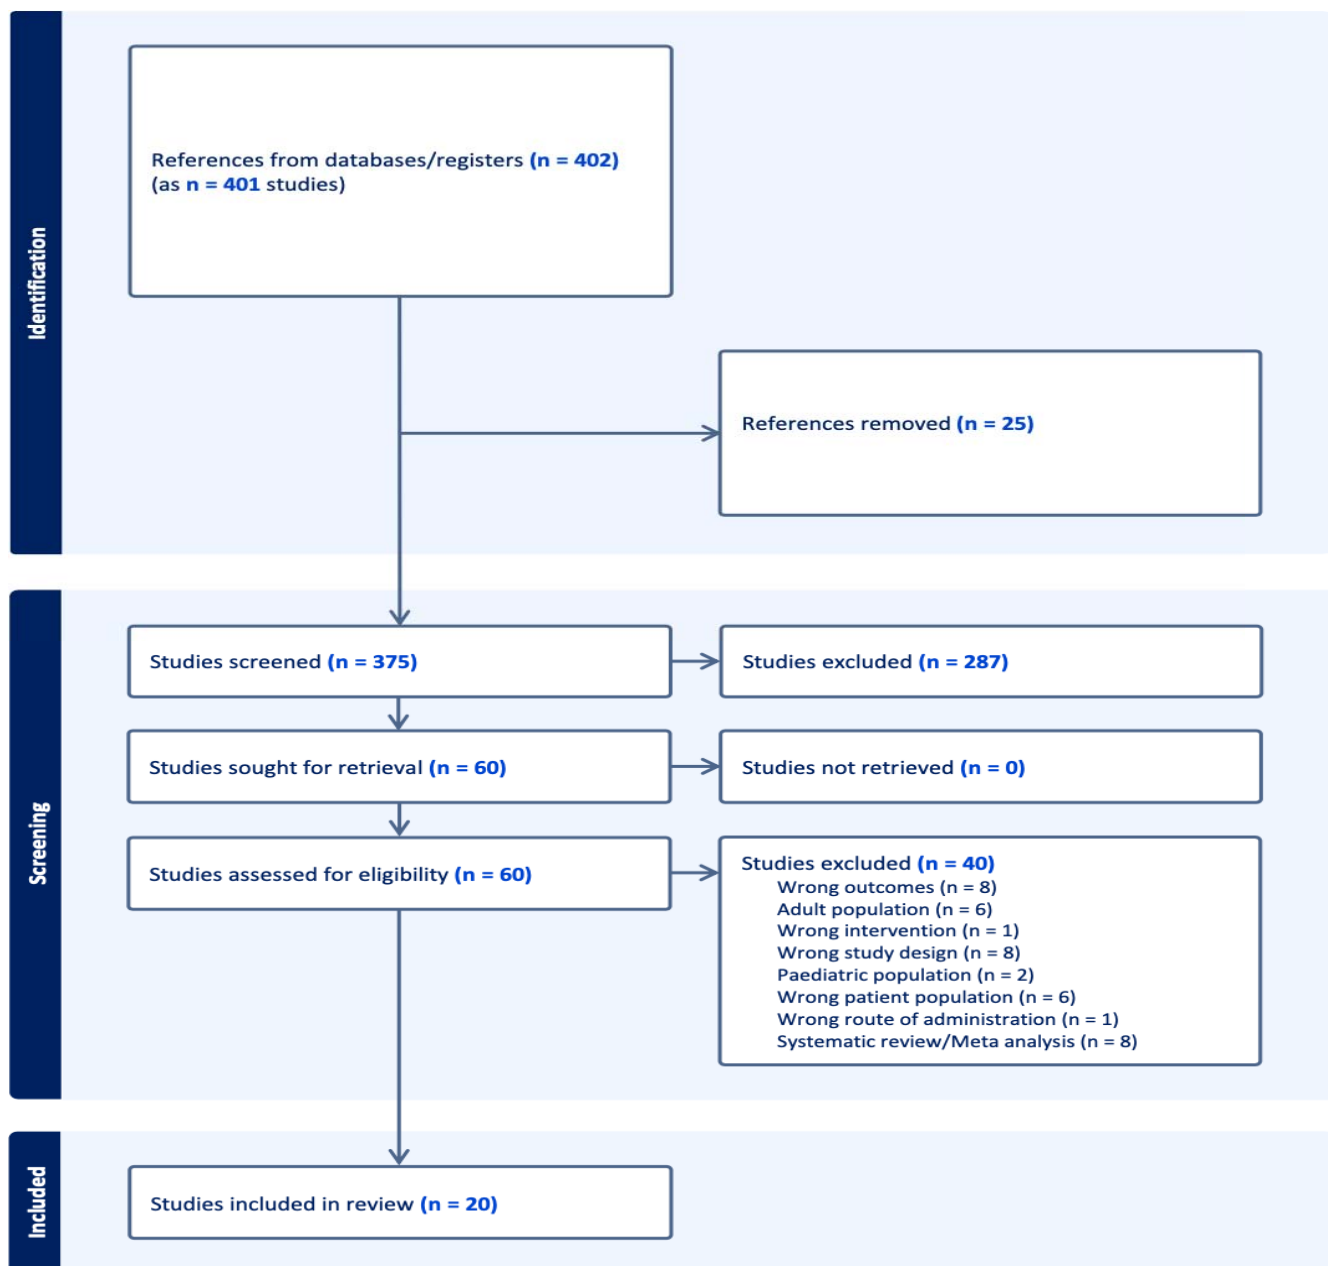 Identification
References from databases/registers (n = 402)
(as n = 401 studies)
References removed (n = 25)
Screening
Studies screened (n = 375)
Studies excluded (n = 287)
Studies sought for retrieval (n = 60)
Studies not retrieved (n = 0)
Studies assessed for eligibility (n = 60)
Studies excluded (n = 40)
Wrong outcomes (n = 8)
Adult population (n = 6)
Wrong intervention (n = 1)
Wrong study design (n = 8)
Paediatric population (n = 2)
Wrong patient population (n = 6)
Wrong route of administration (n = 1)
Systematic review/Meta analysis (n = 8)
Included
Studies included in review (n = 20)